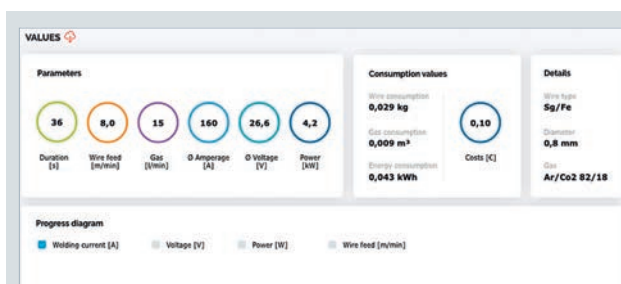 VALUES
Parameters
36
8,0
15
160
26,6
4,2
Duration [s]
Wire feed [m/min]
Gas [l/min]
Ø Amperage [A]
Ø Voltage [V]
Power [kW]
Consumption values
Wire consumption
0,029 kg
Gas consumption
0,009 m³
Energy consumption
0,043 kWh
0,10
Costs [€]
Details
Wire type
Sg/Fe
Diameter
0,8 mm
Gas
Ar/Co2 82/18
Progress diagram
Welding current [A]
Voltage [V]
Power [W]
Wire feed [m/min]